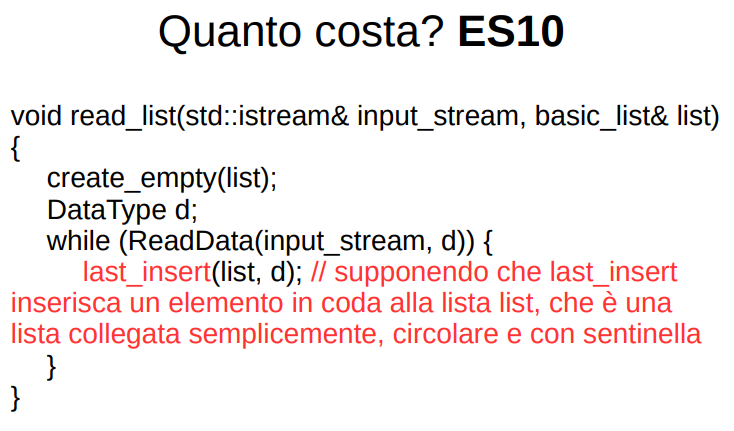 Quanto costa? ES10
void read_list(std::istream& input_stream, basic_list& list)
{
create_empty(list);
DataType d;
while (ReadData(input_stream, d)) {
last_insert(list, d); // supponendo che last_insert
inserisca un elemento in coda alla lista list, che è una
lista collegata semplicemente, circolare e con sentinella
}
}